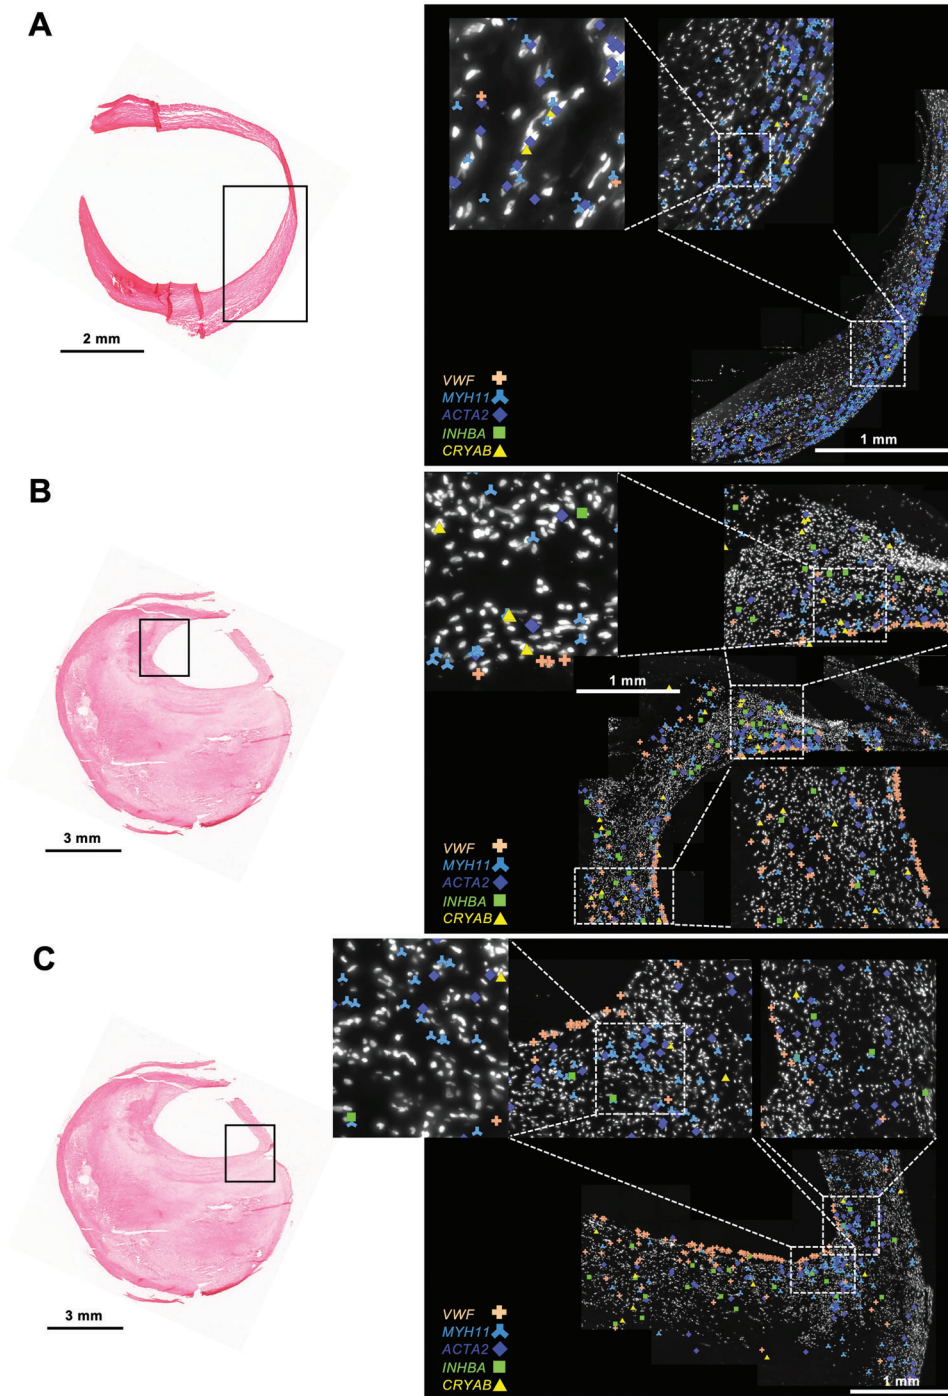 A
2 mm
VWF
MYH11
ACTA2
INHBA
CRYAB
1 mm
B
3 mm
1 mm
VWF
MYH11
ACTA2
INHBA
CRYAB
C
3 mm
VWF
MYH11
ACTA2
INHBA
CRYAB
1 mm